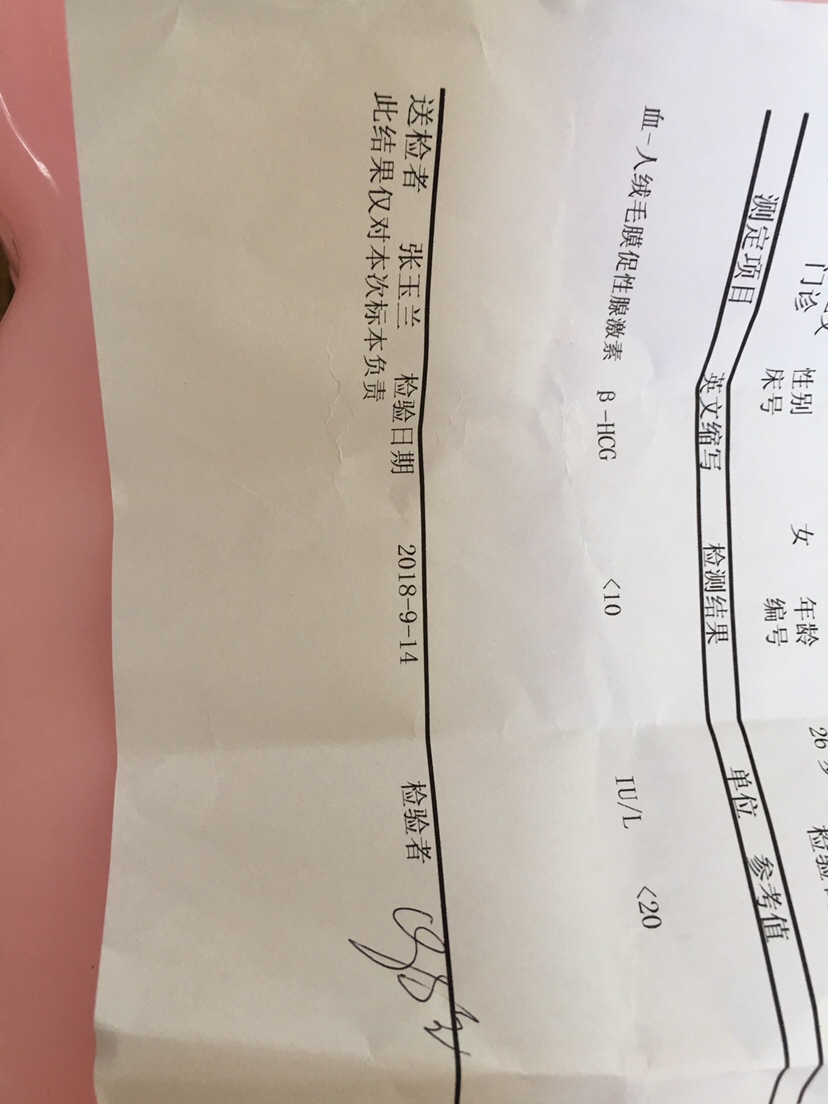 性别 女 年龄 26
门诊 床号 编号
测定项目 英文缩写 检测结果 单位 参考值
血-人绒毛膜促性腺激素 β-HCG <10 IU/L <20
送检者 张玉兰 检验日期 2018-9-14 检验者
此结果仅对本次标本负责